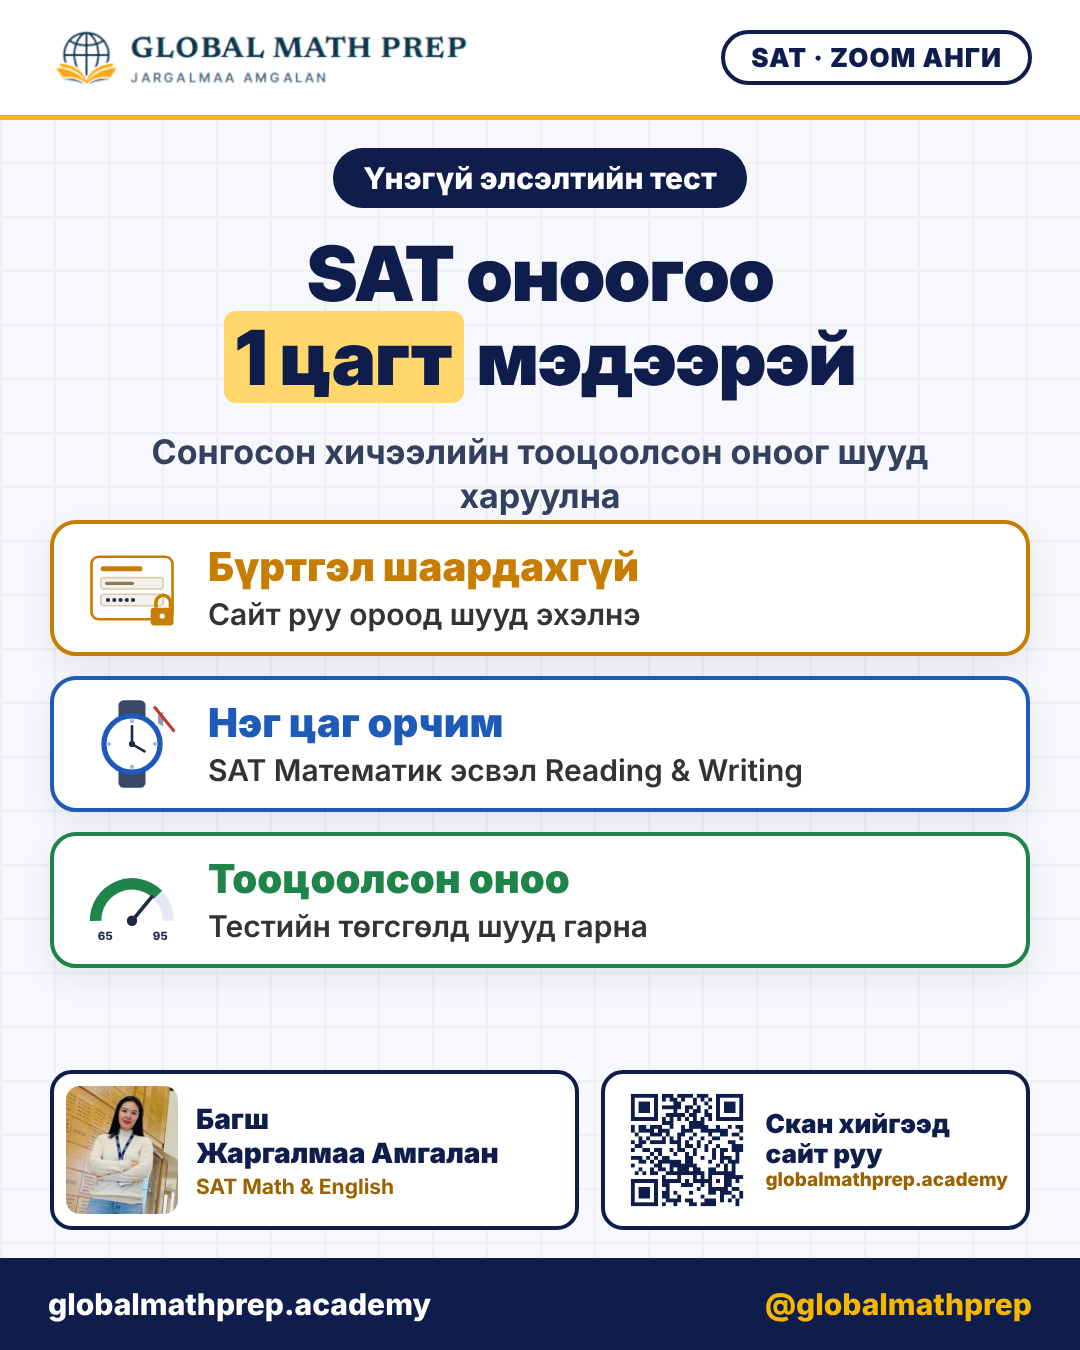 GLOBAL MATH PREP
JARGALMAA AMGALAN
SAT · ZOOM АНГИ
Үнэгүй элсэлтийн тест
SAT оноогоо
1 цагт мэдээрэй
Сонгосон хичээлийн тооцоолсон оноог шууд
харуулна
Бүртгэл шаардахгүй
Сайт руу ороод шууд эхэлнэ
Нэг цаг орчим
SAT Математик эсвэл Reading & Writing
Тооцоолсон оноо
Тестийн төгсгөлд шууд гарна
65 95
Багш
Жаргалмаа Амгалан
SAT Math & English
Скан хийгээд
сайт руу
globalmathprep.academy
globalmathprep.academy
@globalmathprep